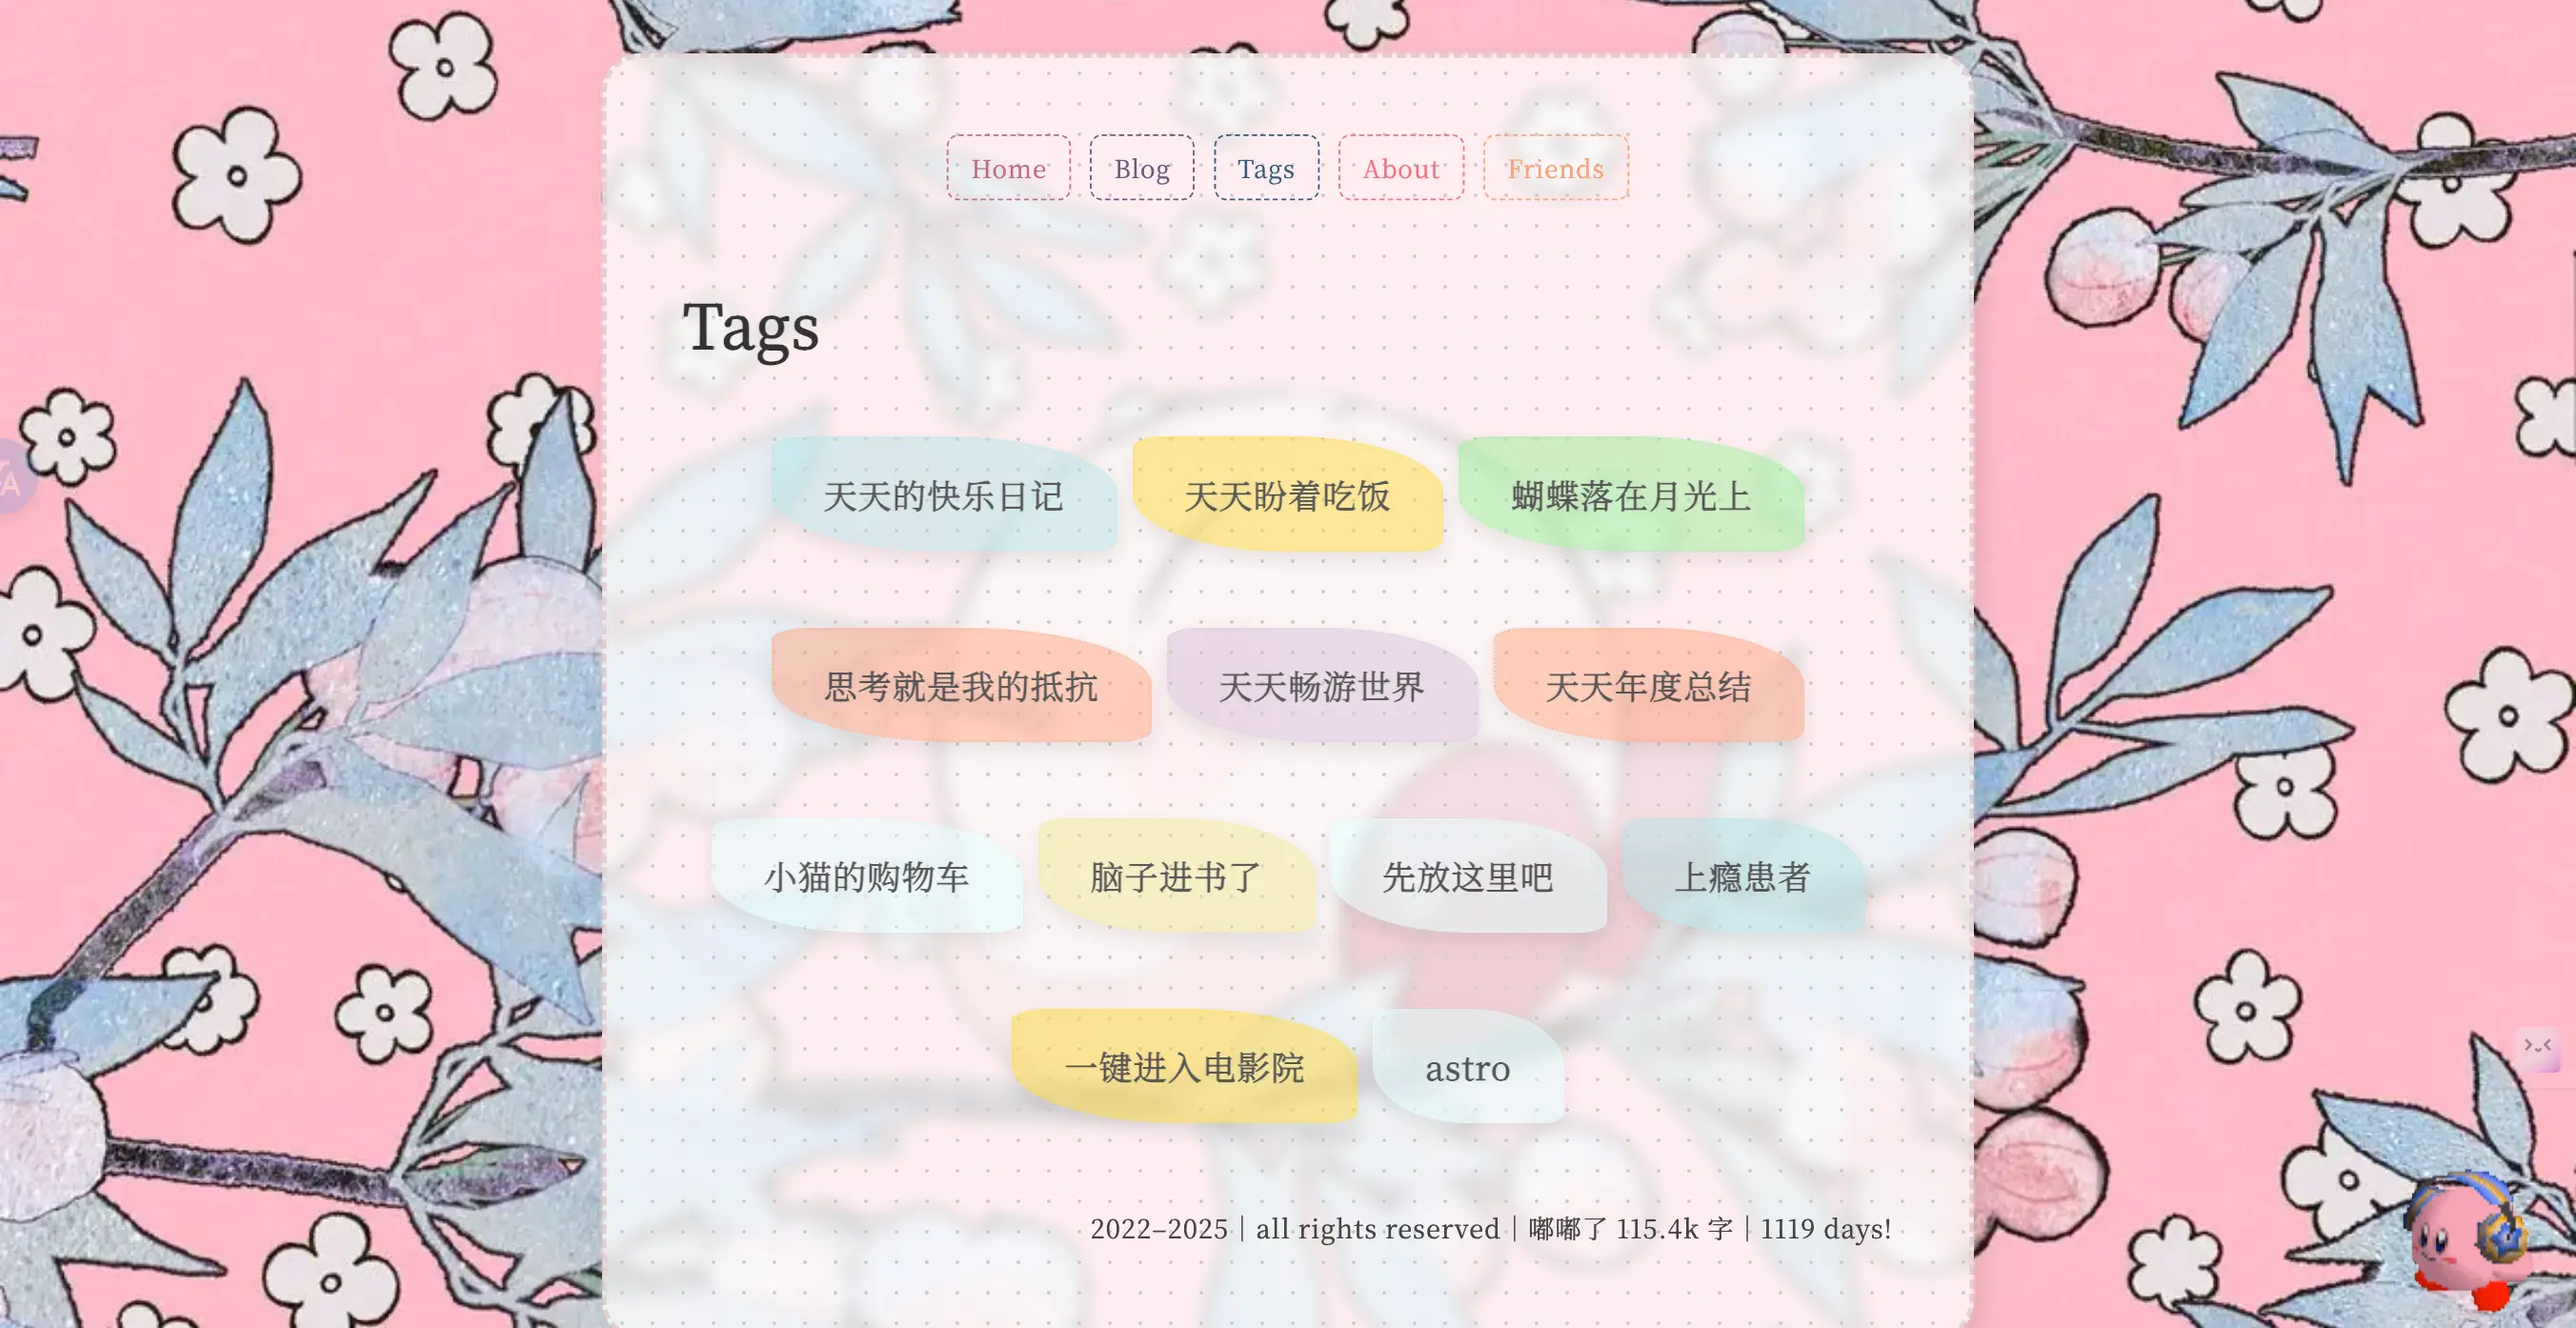 Home Blog Tags About Friends
Tags
天天的快乐日记 天天盼着吃饭 蝴蝶落在月光上
思考就是我的抵抗 天天畅游世界 天天年度总结
小猫的购物车 脑子进书了 先放这里吧 上瘾患者
一键进入电影院 astro
2022–2025 | all rights reserved | 嘟嘟了 115.4k 字 | 1119 days!